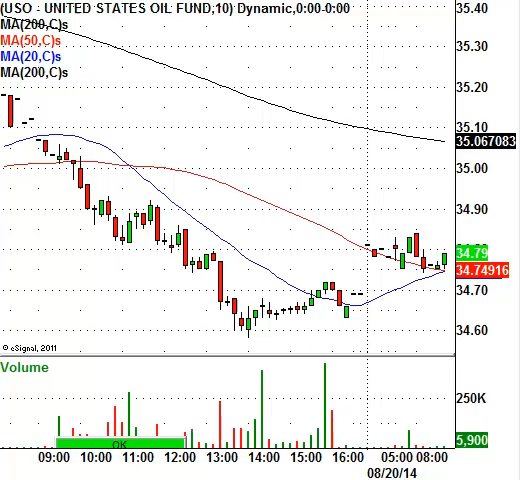 (USO - UNITED STATES OIL FUND,10) Dynamic,0:00-0:00
MA(200,C)s
MA(50,C)s
MA(20,C)s
MA(200,C)s
35.40
35.30
35.20
35.10
35.067083
35.00
34.90
34.79
34.74916
34.70
34.60
© eSignal, 2011
Volume
250K
5,900
OK
09:00 10:00 11:00 12:00 13:00 14:00 15:00 16:00 05:00 08:00
08/20/14